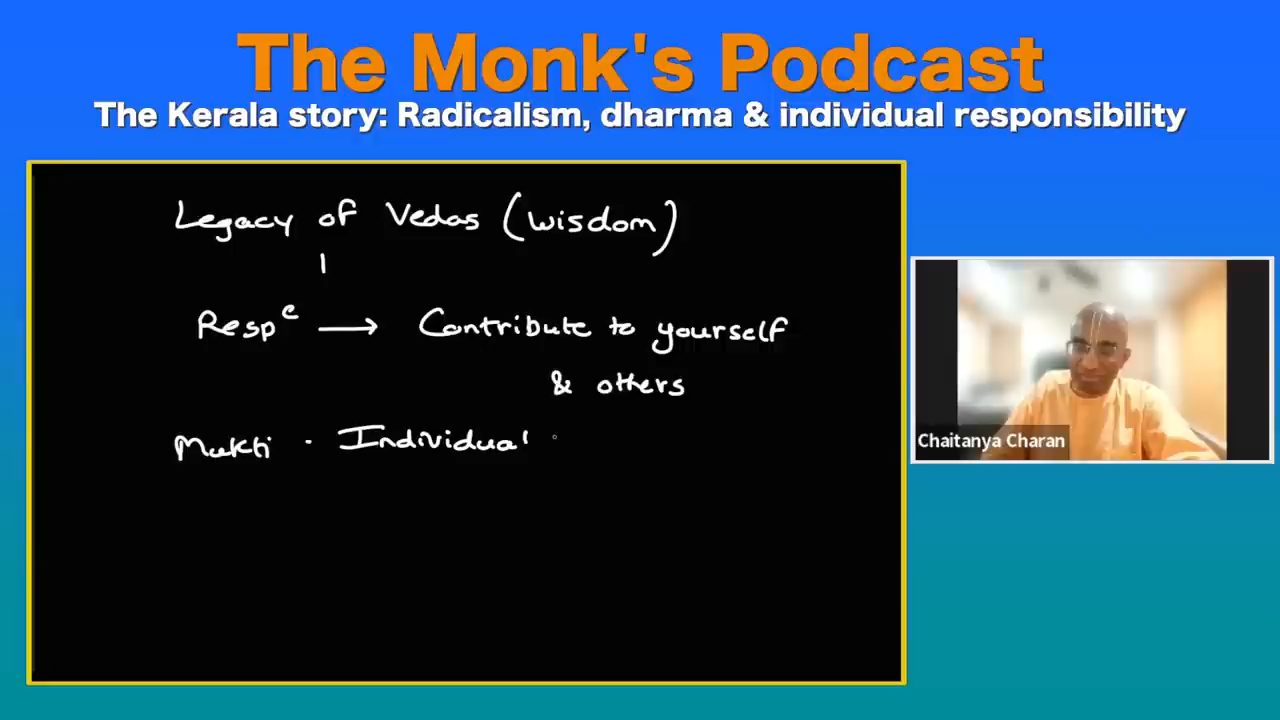 The Monk's Podcast
The Kerala story: Radicalism, dharma & individual responsibility
Legacy of Vedas (wisdom)
Resp e → Contribute to yourself
& others
Mukti - Individual
Chaitanya Charan